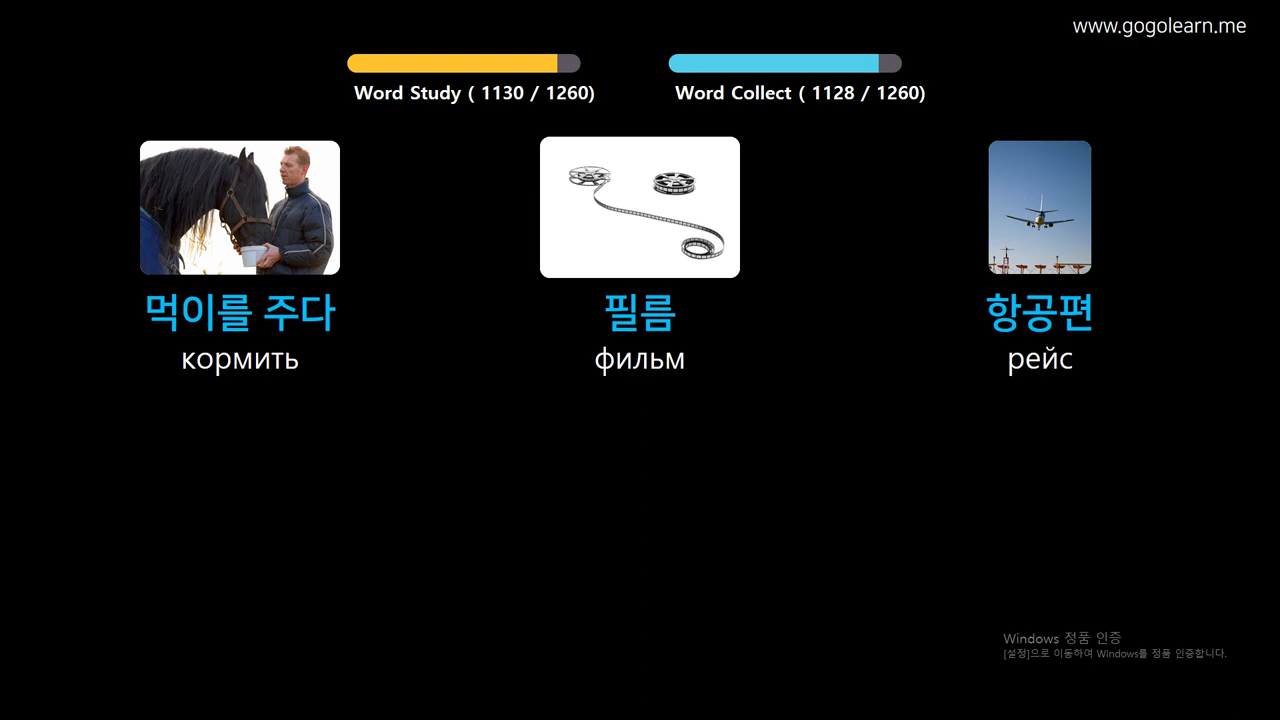 www.gogolearn.me
Word Study ( 1130 / 1260)
Word Collect ( 1128 / 1260)
먹이를 주다
кормить
필름
фильм
항공편
рейс
Windows 정품 인증
[설정]으로 이동하여 Windows를 정품 인증합니다.